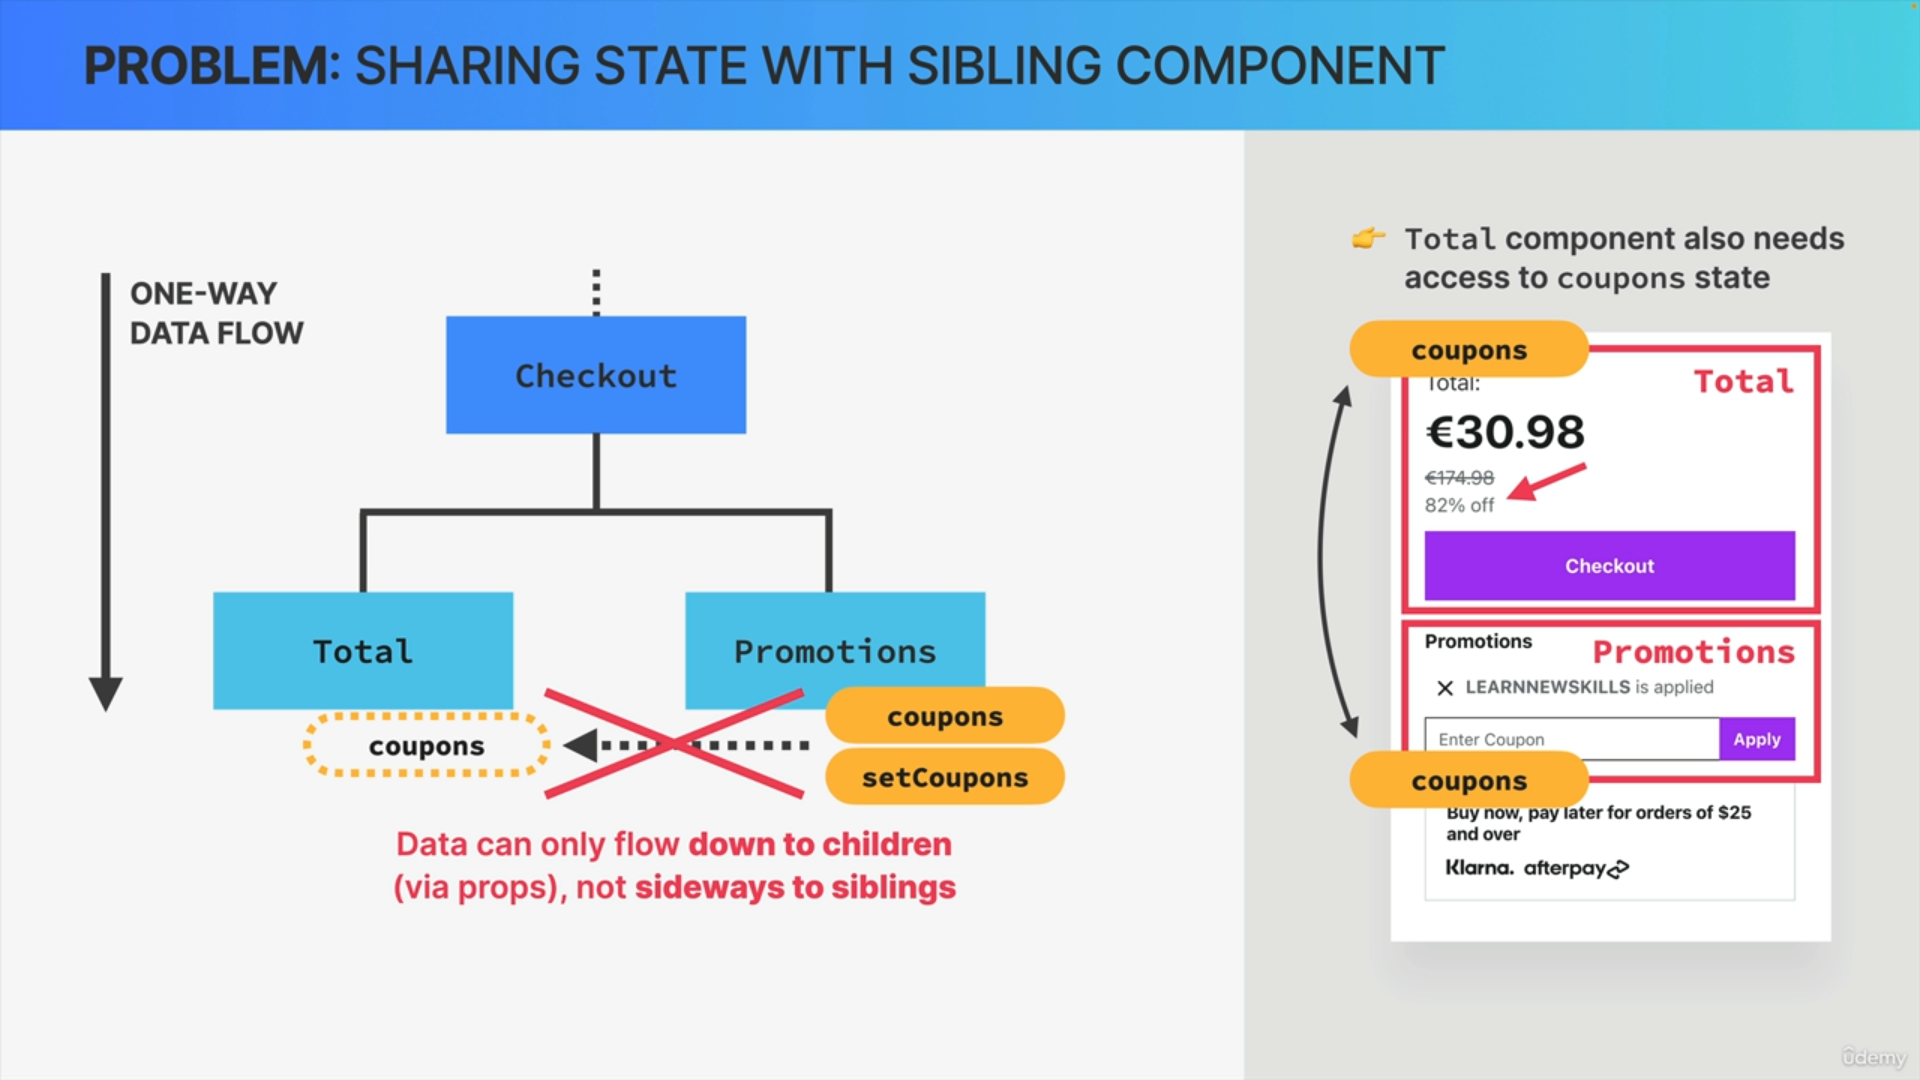 PROBLEM: SHARING STATE WITH SIBLING COMPONENT
ONE-WAY
DATA FLOW
Checkout
Total
Promotions
coupons
coupons
setCoupons
Data can only flow down to children
(via props), not sideways to siblings
👉 Total component also needs
access to coupons state
coupons
Total:
Total
€30.98
€174.98
82% off
Checkout
Promotions
Promotions
LEARNNEWSKILLS is applied
Enter Coupon
Apply
coupons
Buy now, pay later for orders of $25
and over
Klarna. afterpay
ûdemy